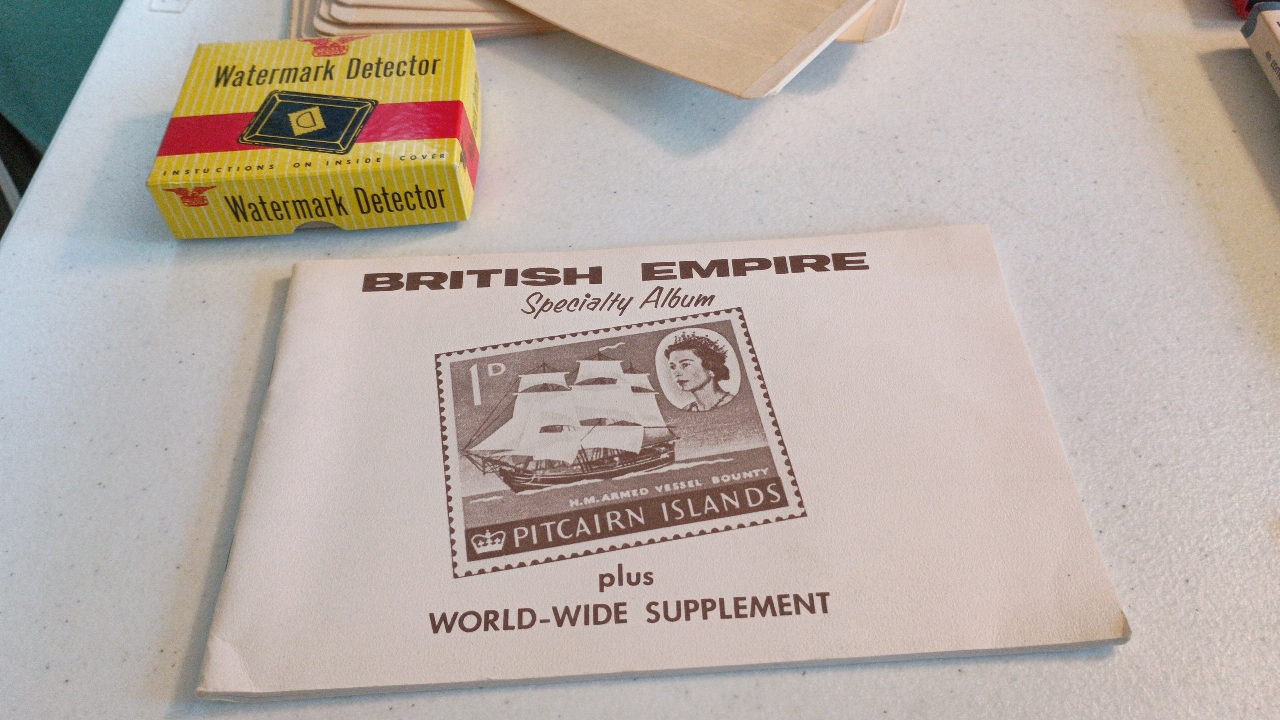 Watermark Detector
INSTUCTIONS ON INSIDE COVER
Watermark Detector
BRITISH EMPIRE
Specialty Album
1D
H.M. ARMED VESSEL BOUNTY
PITCAIRN ISLANDS
plus
WORLD-WIDE SUPPLEMENT